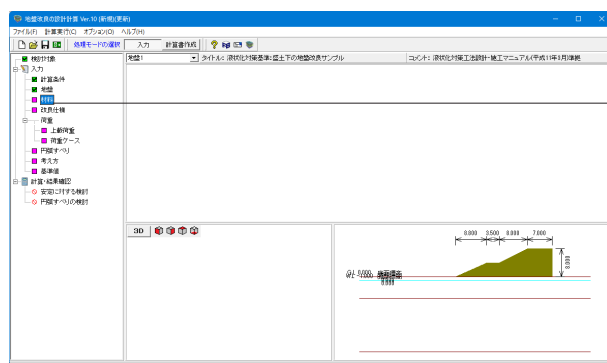 地盤改良の設計計算 Ver.10 (新規)(更新)
ファイル(F) 計算実行(C) オプション(O) ヘルプ(H)
処理モードの選択 入力 計算書作成
検討対象
入力
計算条件
地盤
材料
改良仕様
荷重
上載荷重
荷重ケース
円弧すべり
考え方
基準値
計算・結果確認
安定に対する検討
円弧すべりの検討
地盤1 タイトル: 液状化対策基準:盛土下の地盤改良サンプル コメント: 液状化対策工法設計・施工マニュアル(平成11年3月)準拠
3D
8.000 3.500 8.000 7.000
8.000